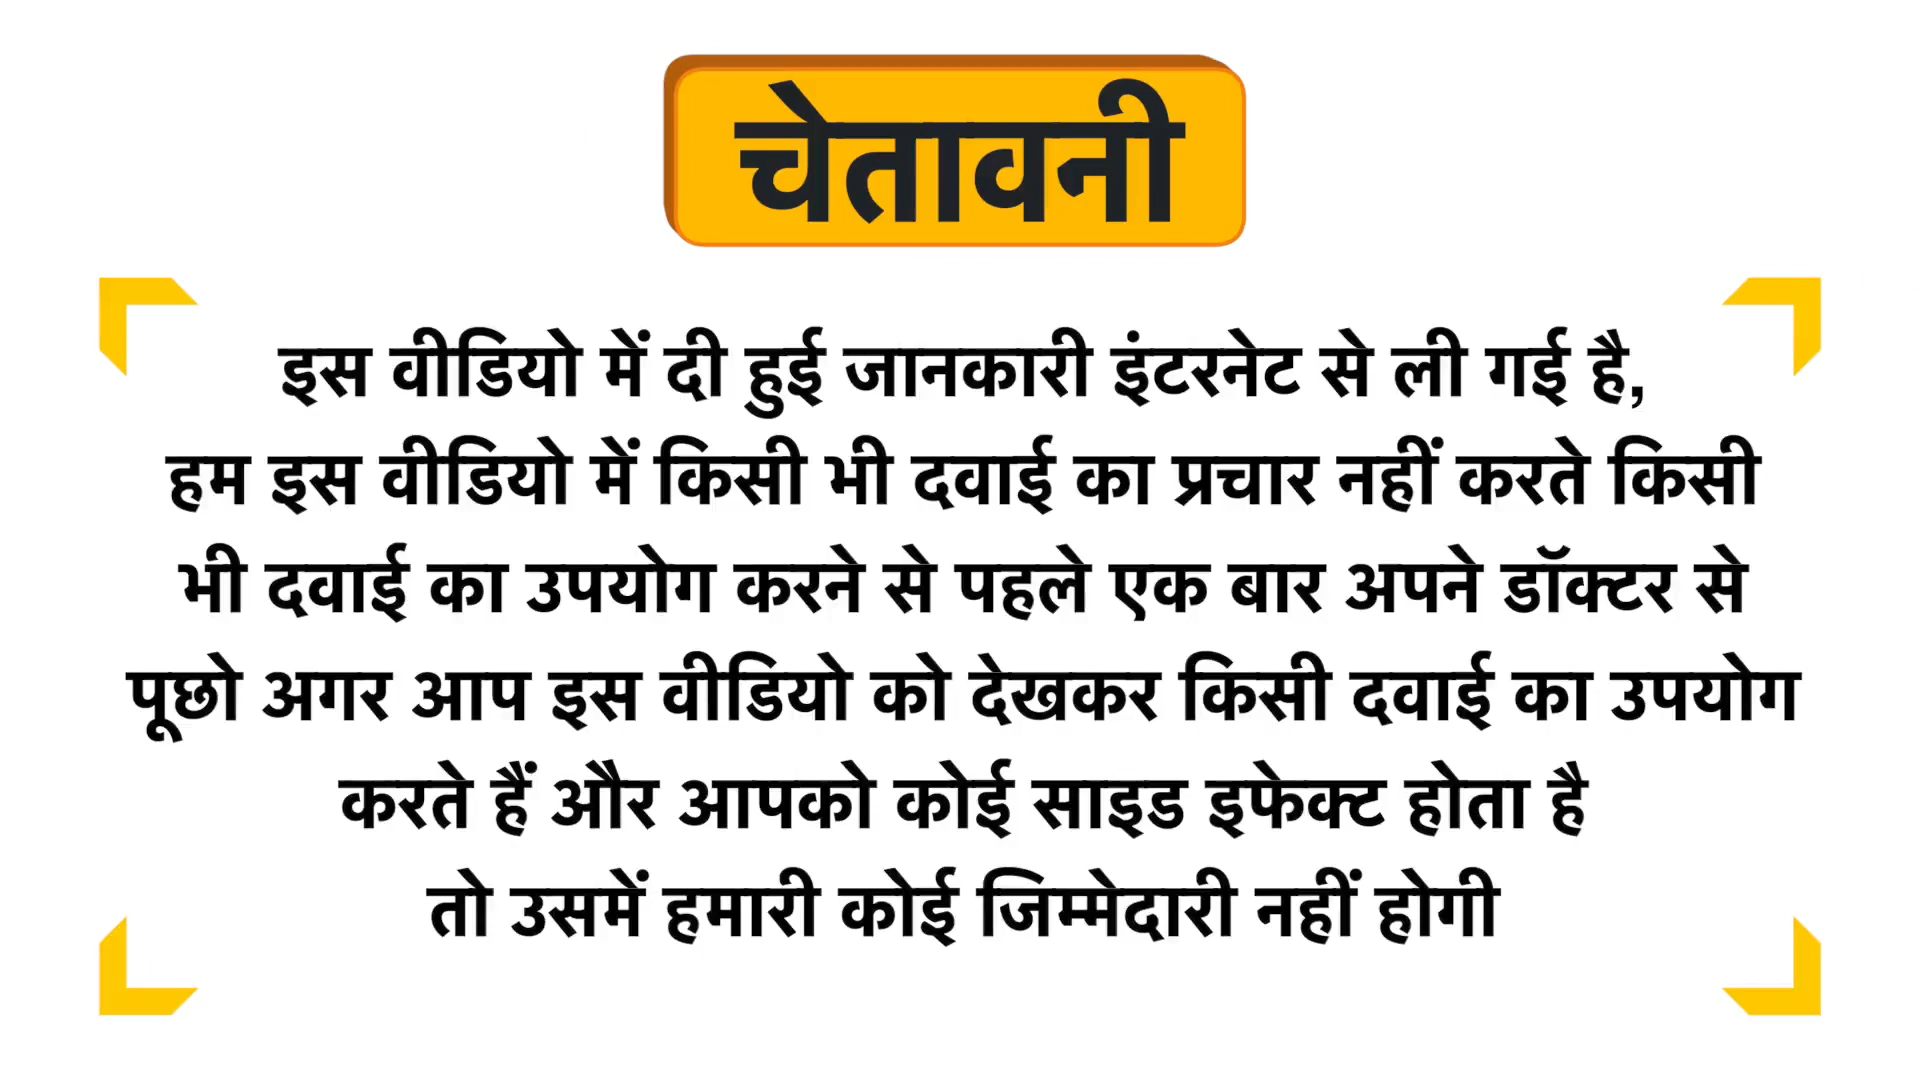 चेतावनी
इस वीडियो में दी हुई जानकारी इंटरनेट से ली गई है,
हम इस वीडियो में किसी भी दवाई का प्रचार नहीं करते किसी
भी दवाई का उपयोग करने से पहले एक बार अपने डॉक्टर से
पूछो अगर आप इस वीडियो को देखकर किसी दवाई का उपयोग
करते हैं और आपको कोई साइड इफेक्ट होता है
तो उसमें हमारी कोई जिम्मेदारी नहीं होगी